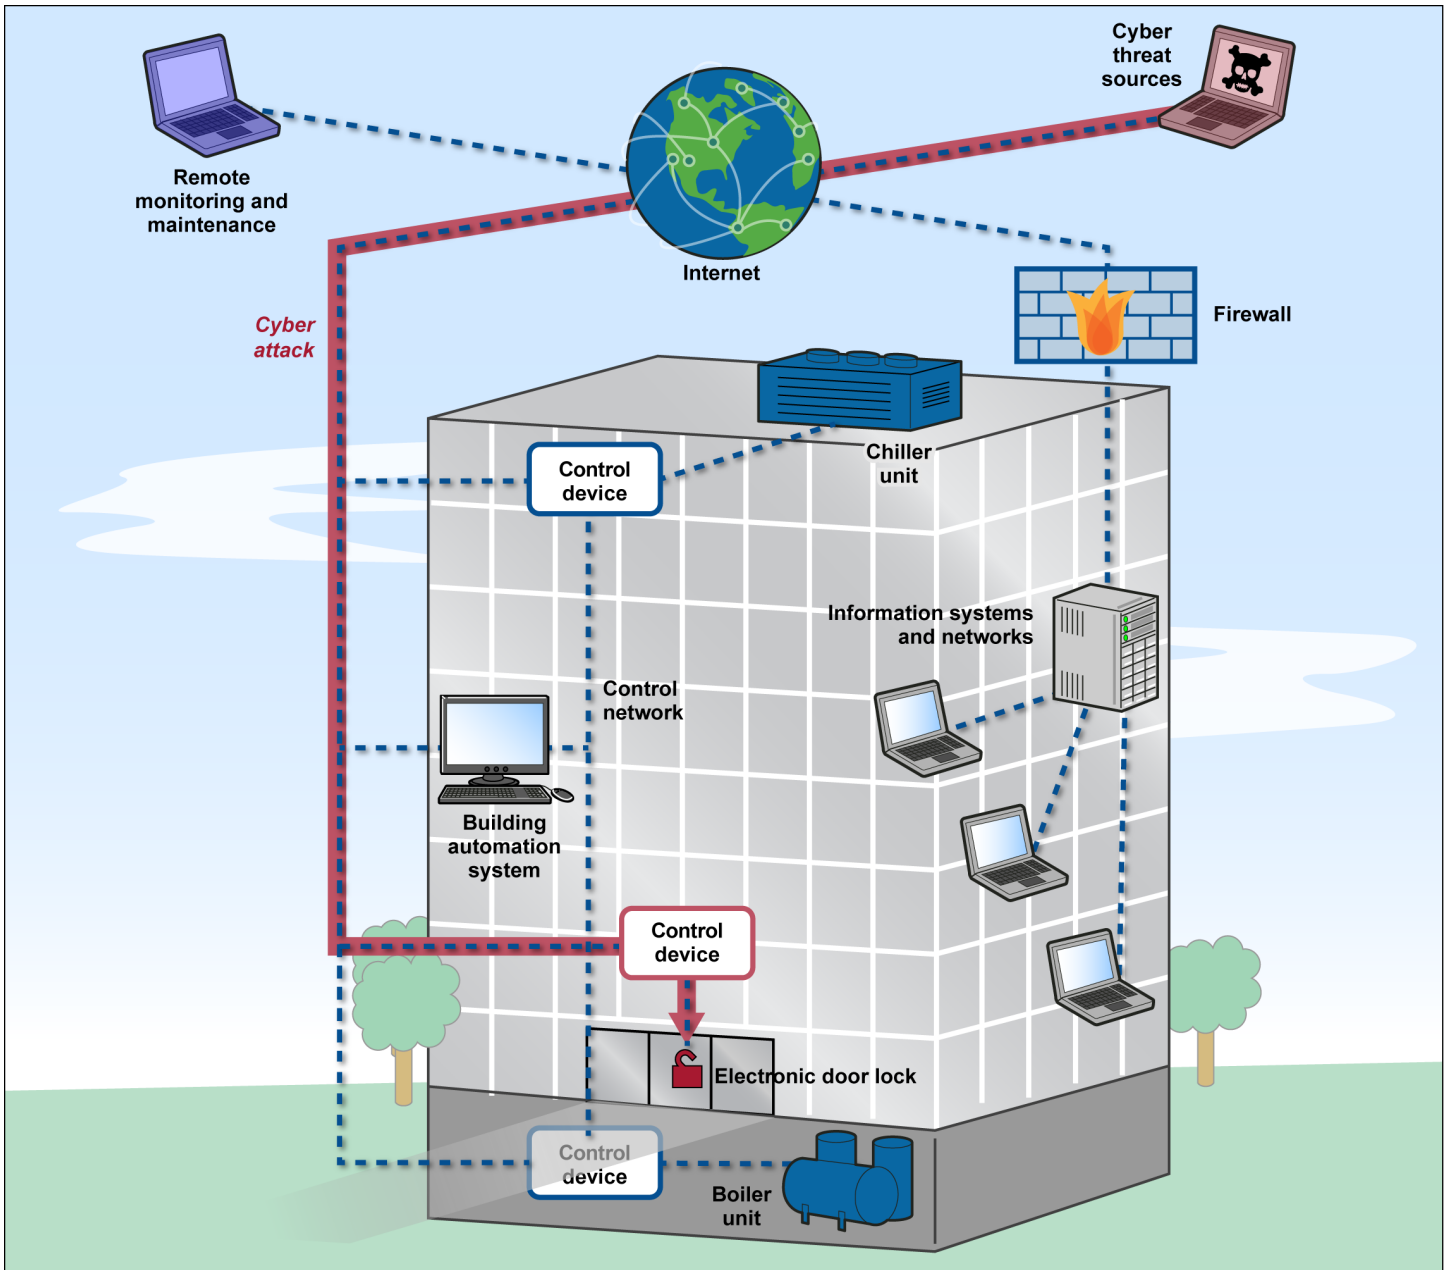 Cyber
threat
sources
Remote
monitoring and
maintenance
Internet
Firewall
Cyber
attack
Chiller
unit
Control
device
Information systems
and networks
Control
network
Building
automation
system
Control
device
Electronic door lock
Control
device
Boiler
unit